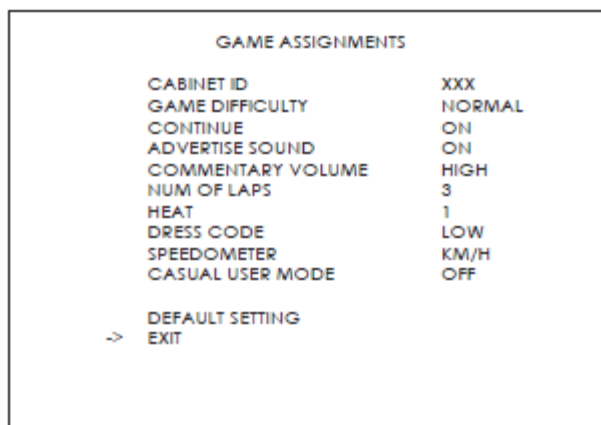 GAME ASSIGNMENTS
CABINET ID XXX
GAME DIFFICULTY NORMAL
CONTINUE ON
ADVERTISE SOUND ON
COMMENTARY VOLUME HIGH
NUM OF LAPS 3
HEAT 1
DRESS CODE LOW
SPEEDOMETER KM/H
CASUAL USER MODE OFF
DEFAULT SETTING
-> EXIT